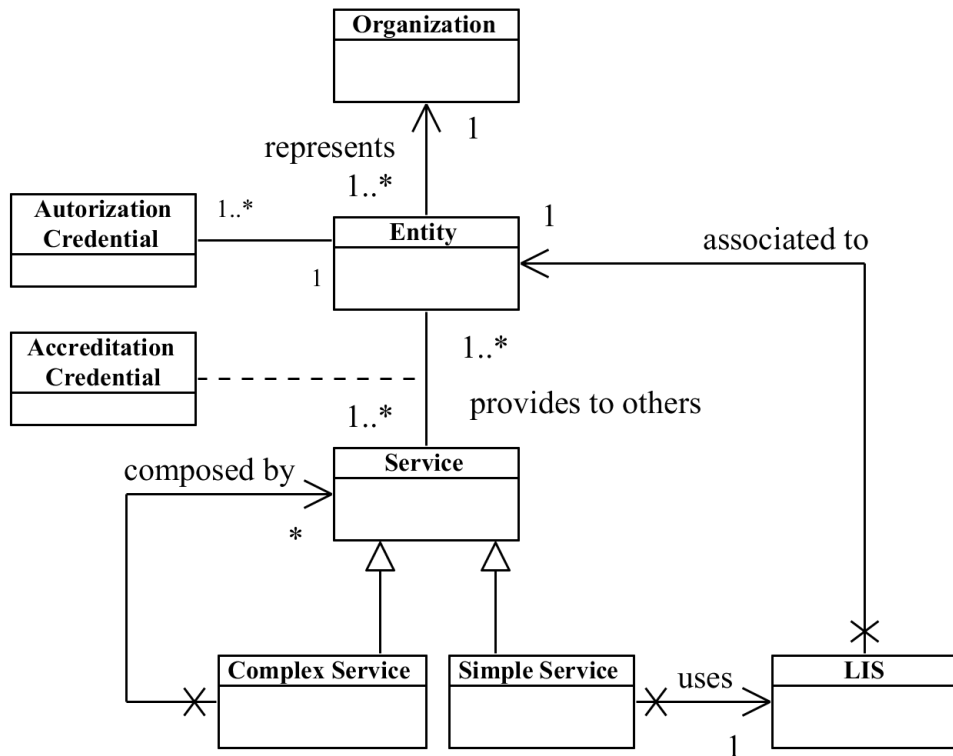 Organization
1
represents
1..*
Autorization
Credential
1..*
Entity
1
1
associated to
Accreditation
Credential
1..*
provides to others
1..*
composed by
Service
*
Complex Service
Simple Service
uses
LIS
1